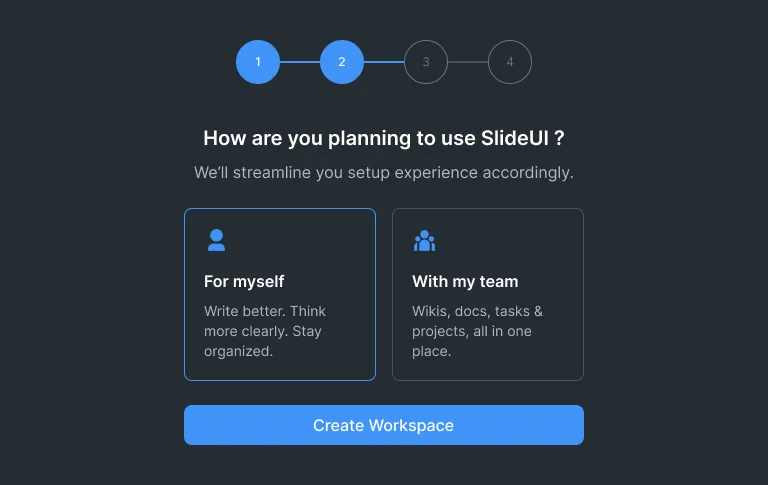 1 2 3 4
How are you planning to use SlideUI ?
We’ll streamline you setup experience accordingly.
For myself
Write better. Think
more clearly. Stay
organized.
With my team
Wikis, docs, tasks &
projects, all in one
place.
Create Workspace